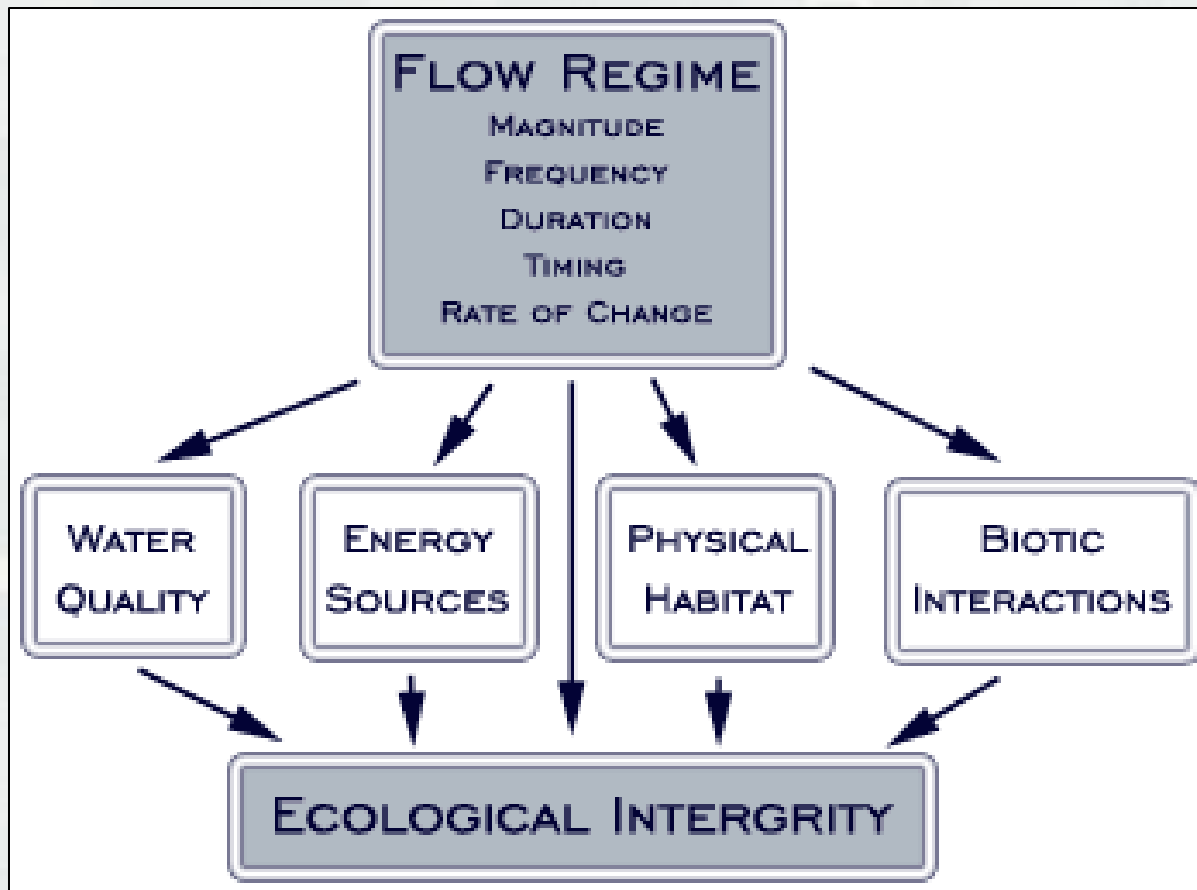 FLOW REGIME
MAGNITUDE
FREQUENCY
DURATION
TIMING
RATE OF CHANGE
WATER
QUALITY
ENERGY
SOURCES
PHYSICAL
HABITAT
BIOTIC
INTERACTIONS
ECOLOGICAL INTERGRITY